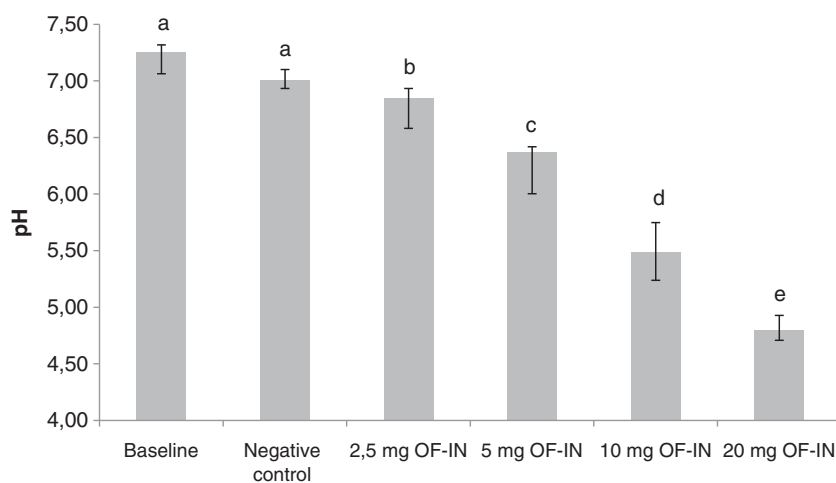 7,50
7,00
6,50
6,00
5,50
5,00
4,50
4,00
pH
a
a
b
c
d
e
Baseline
Negative
control
2,5 mg OF-IN
5 mg OF-IN
10 mg OF-IN
20 mg OF-IN